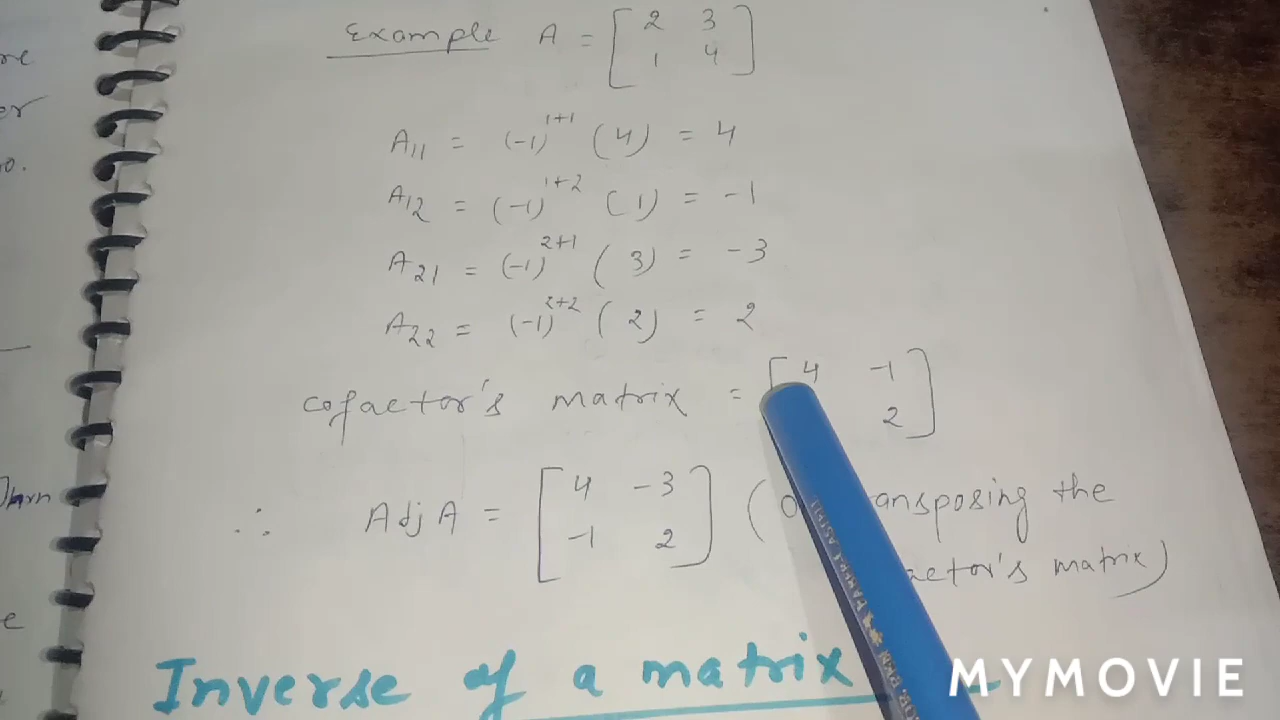 re
er
Example A = [ 2 3
1 4 ]
A11 = (-1)^1+1 (4) = 4
A12 = (-1)^1+2 (1) = -1
A21 = (-1)^2+1 (3) = -3
A22 = (-1)^2+2 (2) = 2
cofactor's matrix = [ 4 -1
2 ]
∴ Adj A = [ 4 -3
-1 2 ] ( ansposing the
actor's matrix)
e
Inverse of a matrix
MYMOVIE